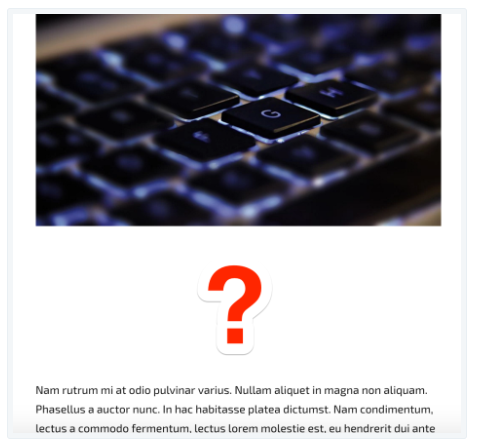 G
H
?
Nam rutrum mi at odio pulvinar varius. Nullam aliquet in magna non aliquam.
Phasellus a auctor nunc. In hac habitasse platea dictumst. Nam condimentum,
lectus a commodo fermentum, lectus lorem molestie est, eu hendrerit dui ante